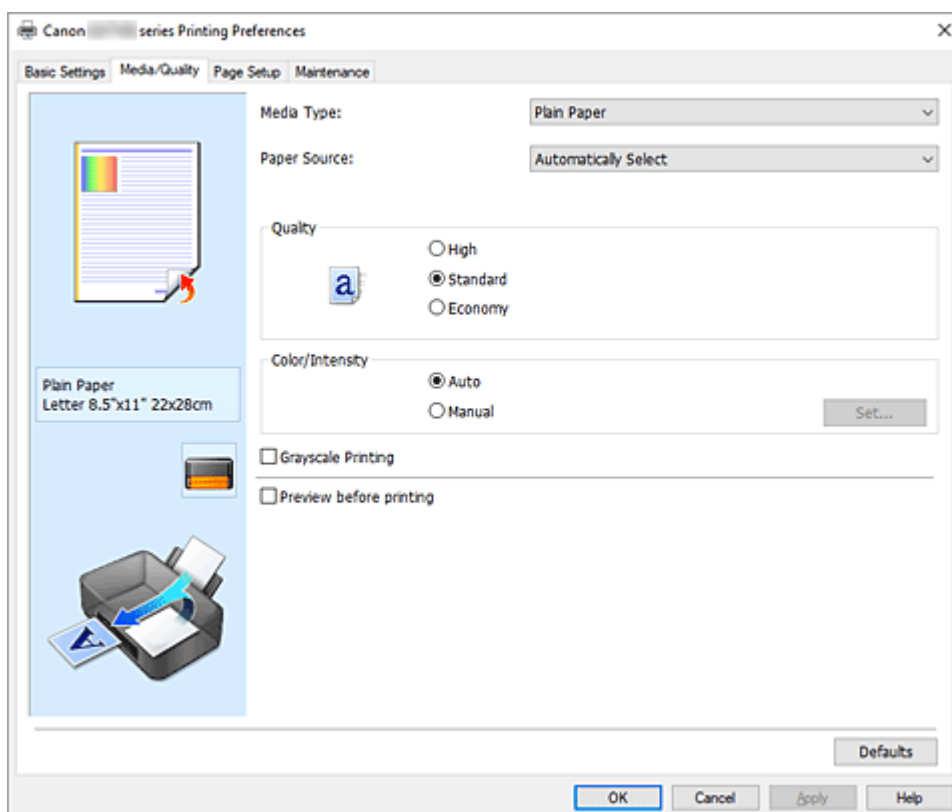 Canon series Printing Preferences
Basic Settings Media/Quality Page Setup Maintenance
Media Type: Plain Paper
Paper Source: Automatically Select
Quality
High
a Standard
Economy
Plain Paper
Letter 8.5"x11" 22x28cm
Color/Intensity
Auto
Manual Set...
Grayscale Printing
Preview before printing
A
Defaults
OK Cancel Apply Help